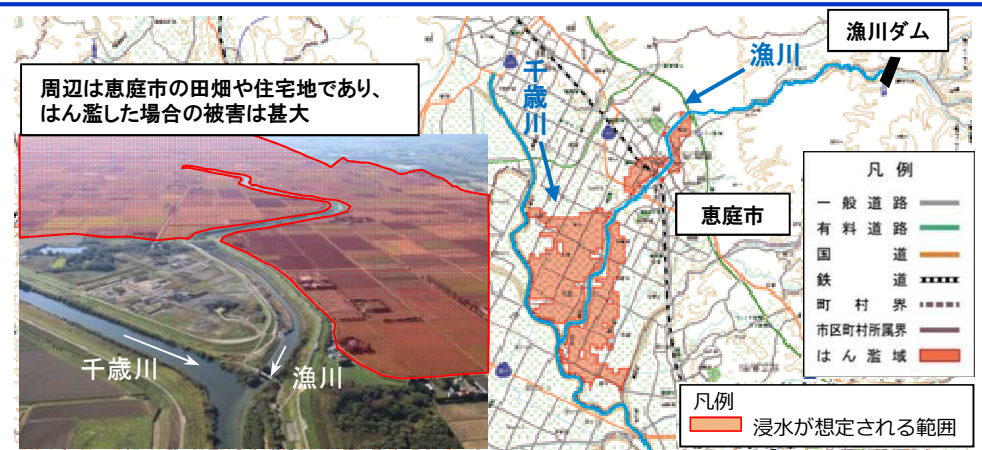 周辺は恵庭市の田畑や住宅地であり、
はん濫した場合の被害は甚大
千歳川
漁川
千歳川
漁川
漁川ダム
恵庭市
凡例
一般道路
有料道路
国道
鉄道
町村界
市区町村所属界
はん濫域
凡例
浸水が想定される範囲